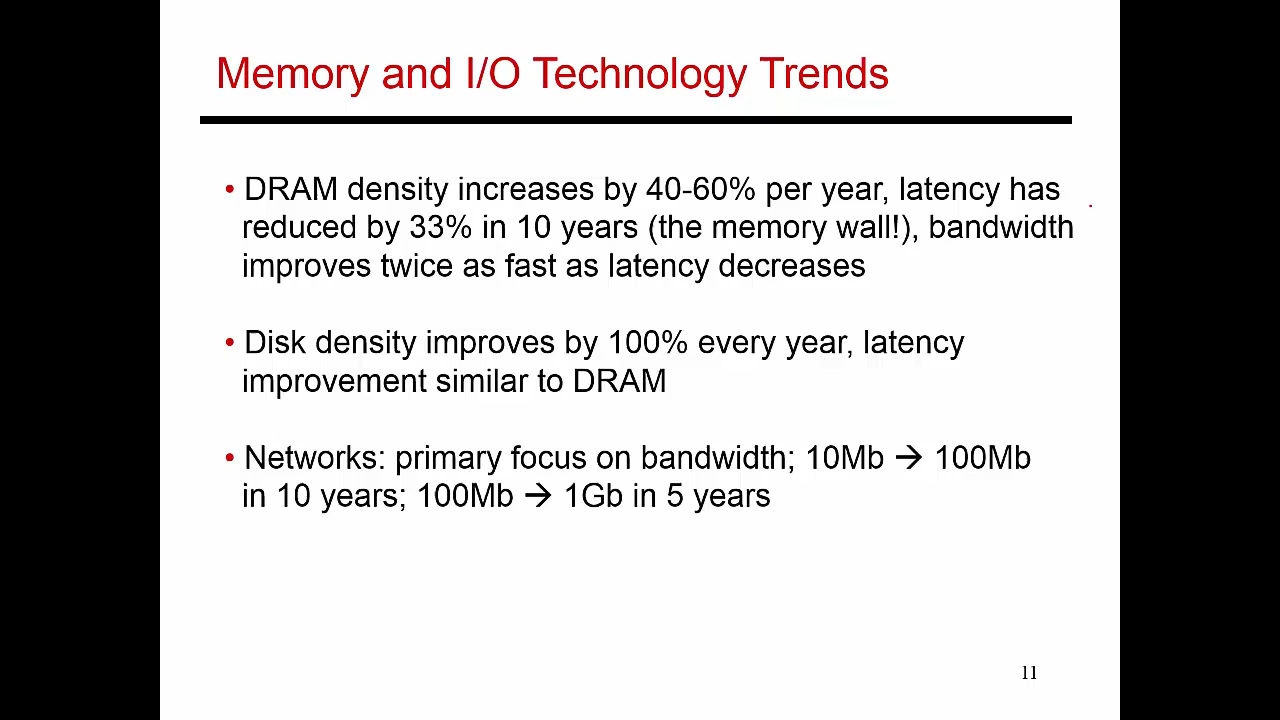 Memory and I/O Technology Trends
• DRAM density increases by 40-60% per year, latency has
reduced by 33% in 10 years (the memory wall!), bandwidth
improves twice as fast as latency decreases
• Disk density improves by 100% every year, latency
improvement similar to DRAM
• Networks: primary focus on bandwidth; 10Mb → 100Mb
in 10 years; 100Mb → 1Gb in 5 years
11